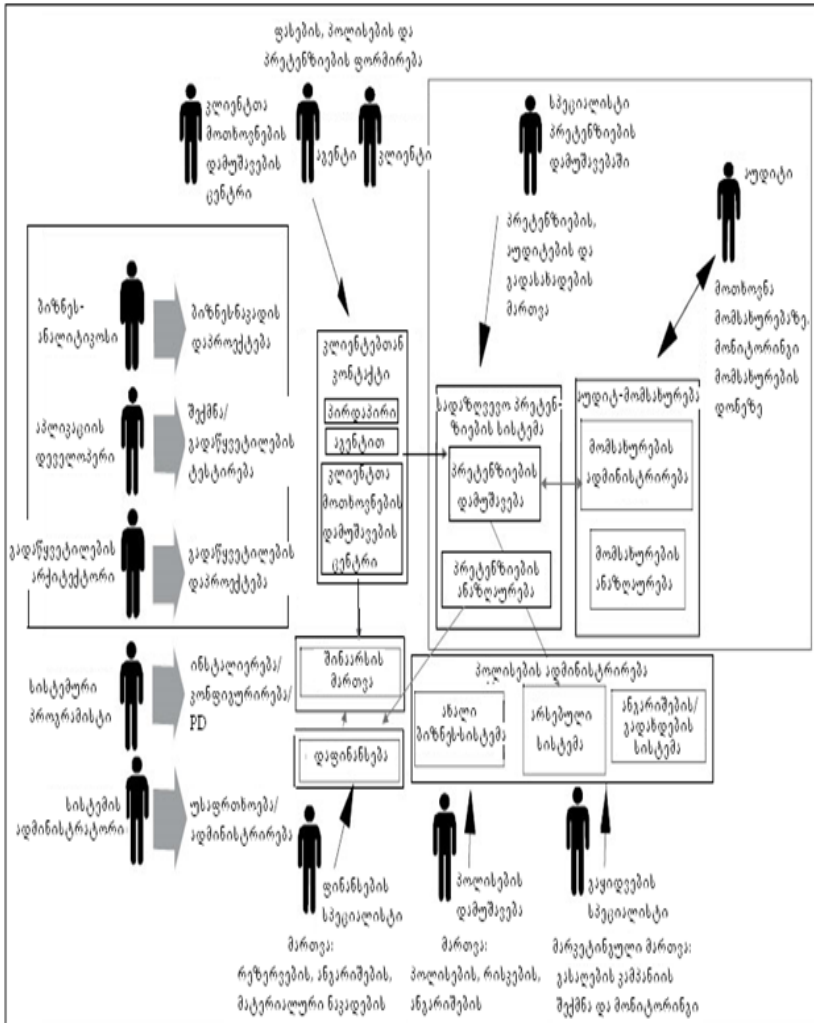 ფასების, პოლისების და
პრეტენზიების ფორმირება
კლიენტთა
მოთხოვნების
დამუშავების
ცენტრი
აგენტი
კლიენტი
სპეციალისტი
პრეტენზიების
დამუშავებაში
აუდიტი
პრეტენზიების,
აუდიტების და
გადასახადების
მართვა
მოთხოვნა
მომსახურებაზე,
მონიტორინგი
მომსახურების
დონეზე
ბიზნეს-
ანალიტიკოსი
ბიზნესნაკადის
დაპროექტება
აპლიკაციის
დეველოპერი
შექმნა/
გადაწყვეტილების
ტესტირება
გადაწყვეტილების
არქიტექტორი
გადაწყვეტილების
დაპროექტება
სისტემური
პროგრამისტი
ინსტალირება/
კონფიგურირება/
PD
სისტემის
ადმინისტრატორი
უსაფრთხოება/
ადმინისტრირება
კლიენტებთან
კონტაქტი
პირდაპირი
აგენტით
კლიენტთა
მოთხოვნების
დამუშავების
ცენტრი
სადაზღვევო პრეტენ-
ზიების სისტემა
პრეტენზიების
დამუშავება
პრეტენზიების
ანაზღაურება
აუდიტ-მომსახურება
მომსახურების
ადმინისტრირება
მომსახურების
ანაზღაურება
შინაარსის
მართვა
დაფინანსება
პოლისების ადმინისტრირება
ახალი
ბიზნეს-სისტემა
არსებული
სისტემა
ანგარიშების/
გადახდების
სისტემა
ფინანსების
სპეციალისტი
მართვა:
რეზერვების, ანგარიშების,
მატერიალური ნაკადების
პოლისების
დამუშავება
მართვა:
პოლისების, რისკების,
ანგარიშების
გაყიდვების
სპეციალისტი
მარკეტინგული მართვა:
გასაღების კამპანიის
შექმნა და მონიტორინგი